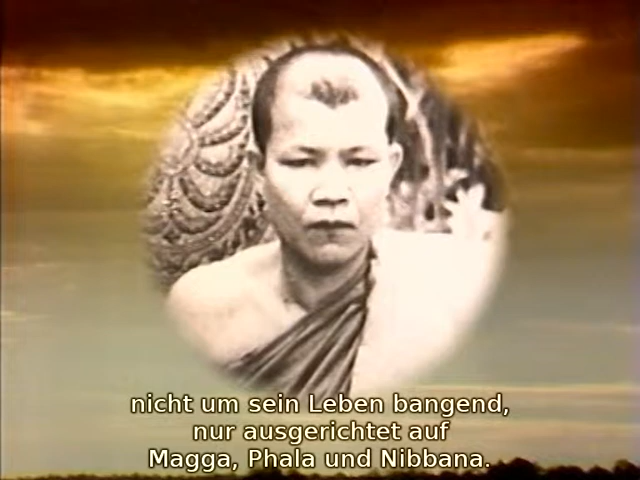 nicht um sein Leben bangend,
nur ausgerichtet auf
Magga, Phala und Nibbana.